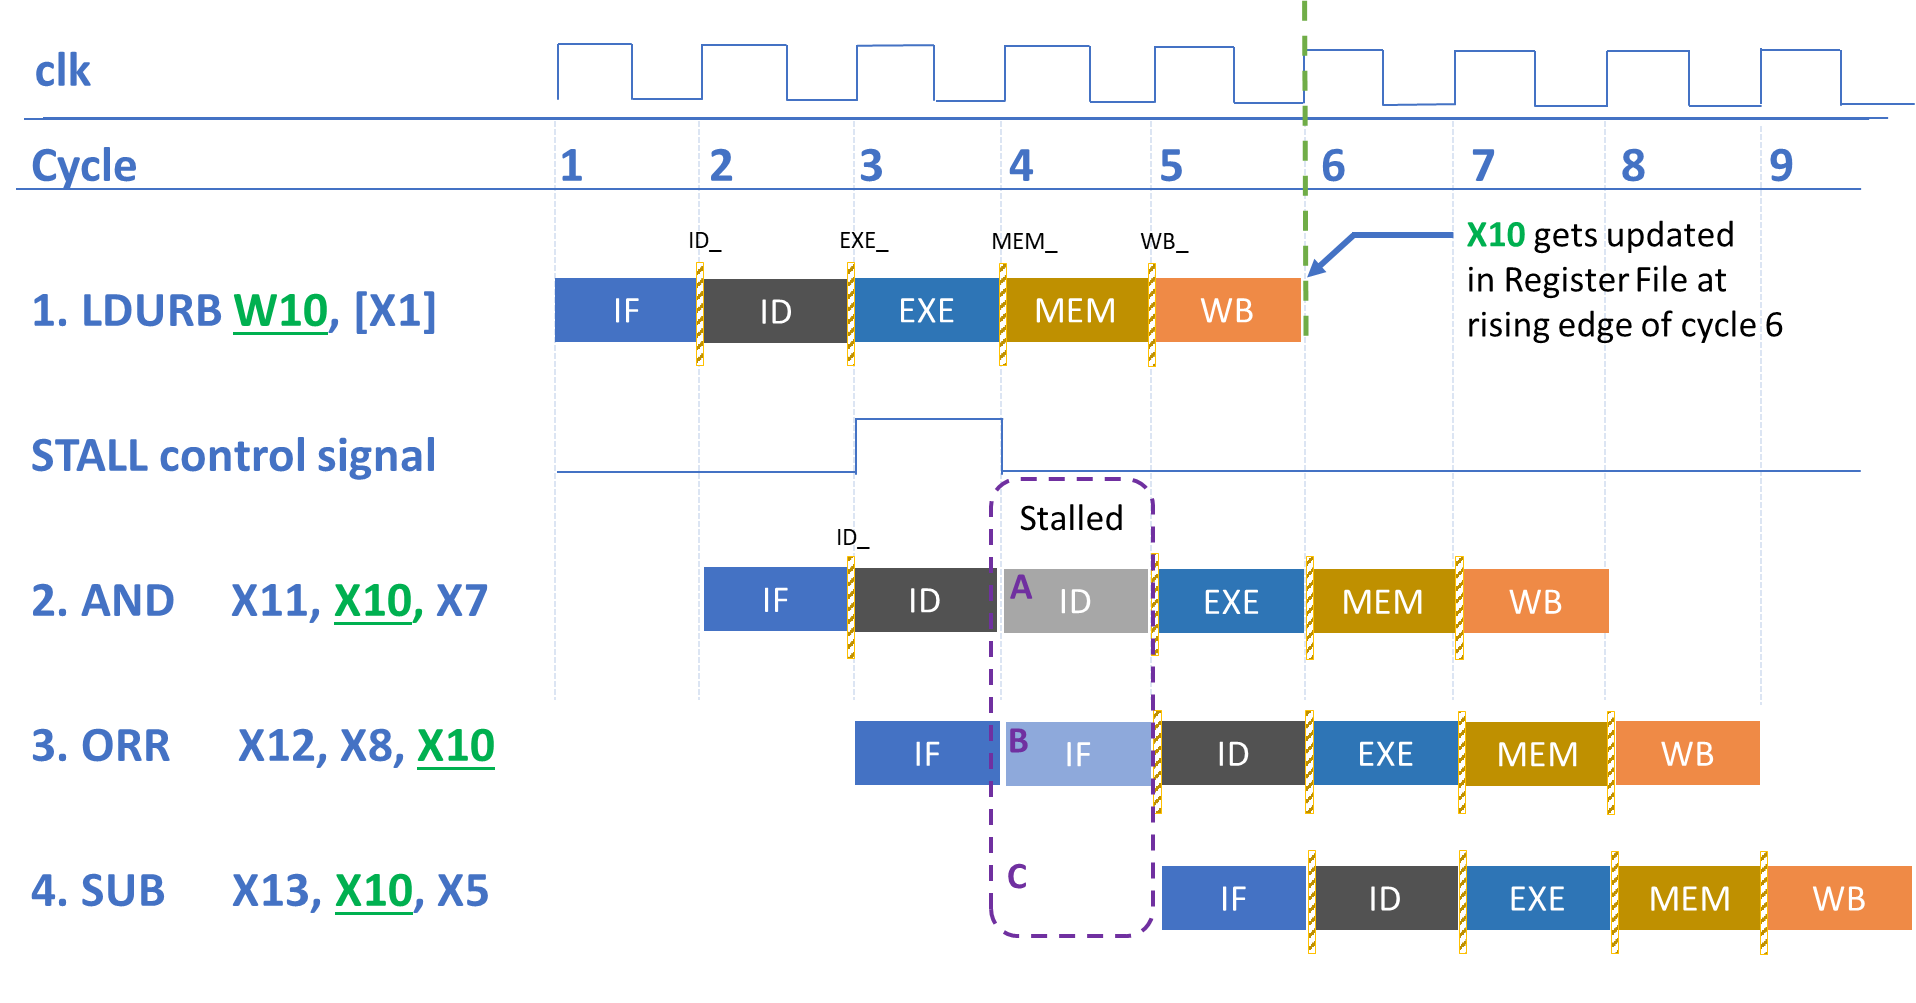 clk
Cycle 1 2 3 4 5 6 7 8 9
X10 gets updated
in Register File at
rising edge of cycle 6
ID_ EXE_ MEM_ WB_
1. LDURB W10, [X1] IF ID EXE MEM WB
STALL control signal
Stalled
ID_
2. AND X11, X10, X7 IF ID A ID EXE MEM WB
3. ORR X12, X8, X10 IF B IF ID EXE MEM WB
4. SUB X13, X10, X5 C IF ID EXE MEM WB